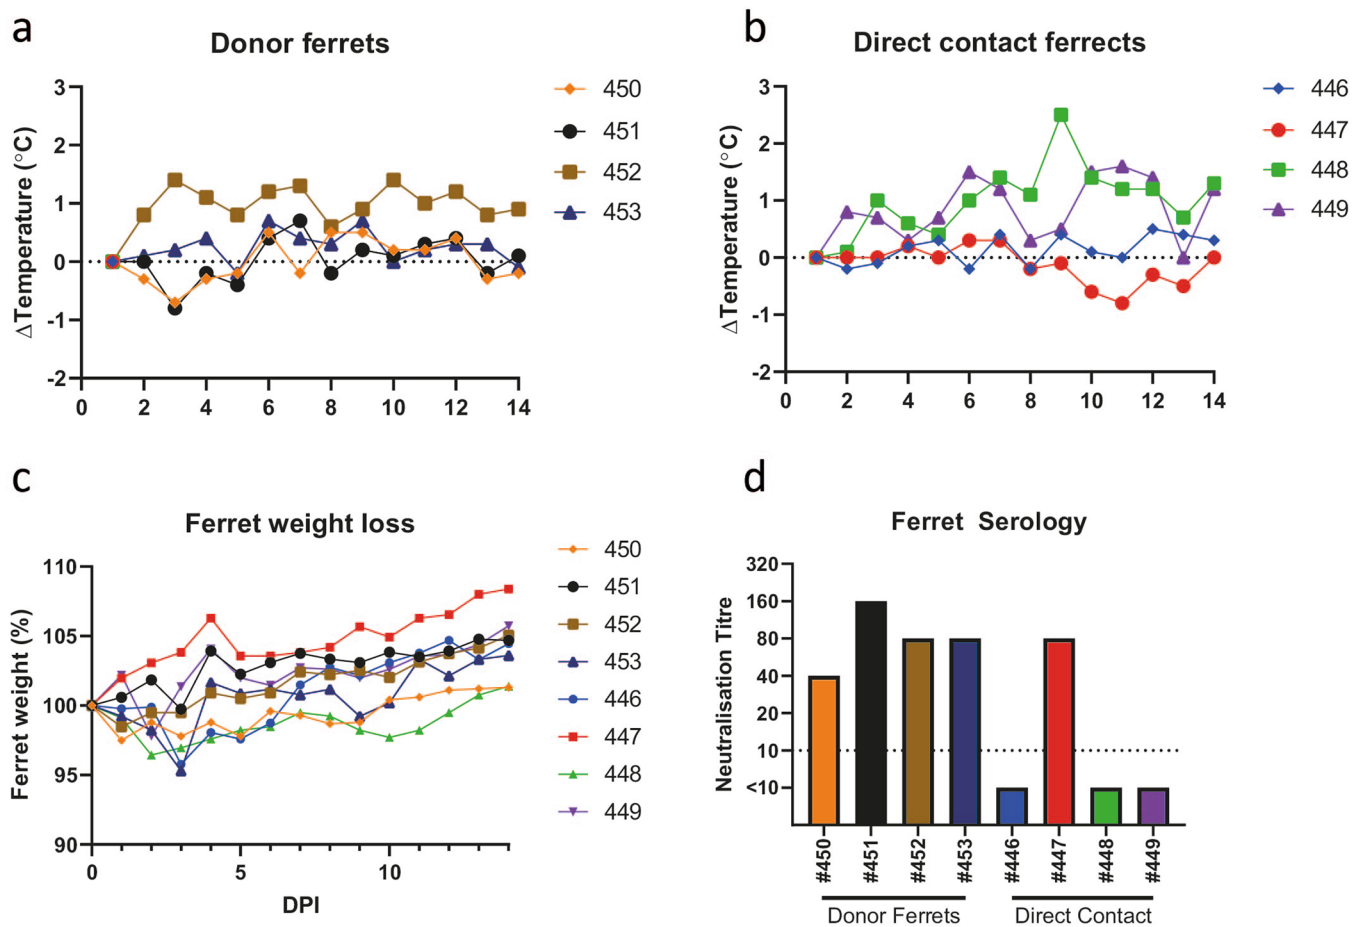 a
Donor ferrets
ΔTemperature (°C)
3
2
1
0
-1
-2
0 2 4 6 8 10 12 14
450
451
452
453
b
Direct contact ferrects
ΔTemperature (°C)
3
2
1
0
-1
-2
0 2 4 6 8 10 12 14
446
447
448
449
c
Ferret weight loss
Ferret weight (%)
110
105
100
95
90
0 5 10
DPI
450
451
452
453
446
447
448
449
d
Ferret Serology
Neutralisation Titre
320
160
80
40
20
10
<10
#450 #451 #452 #453 #446 #447 #448 #449
Donor Ferrets Direct Contact